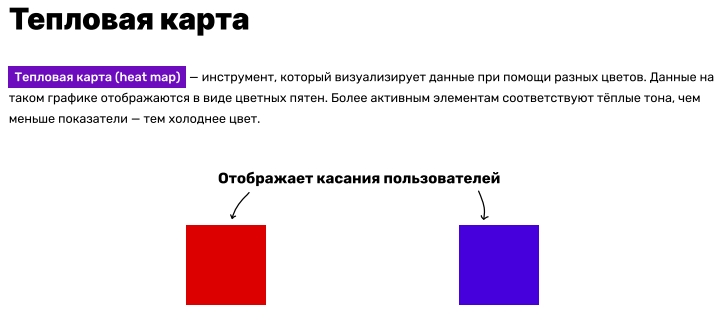 Тепловая карта
Тепловая карта (heat map) — инструмент, который визуализирует данные при помощи разных цветов. Данные на
таком графике отображаются в виде цветных пятен. Более активным элементам соответствуют тёплые тона, чем
меньше показатели — тем холоднее цвет.
Отображает касания пользователей